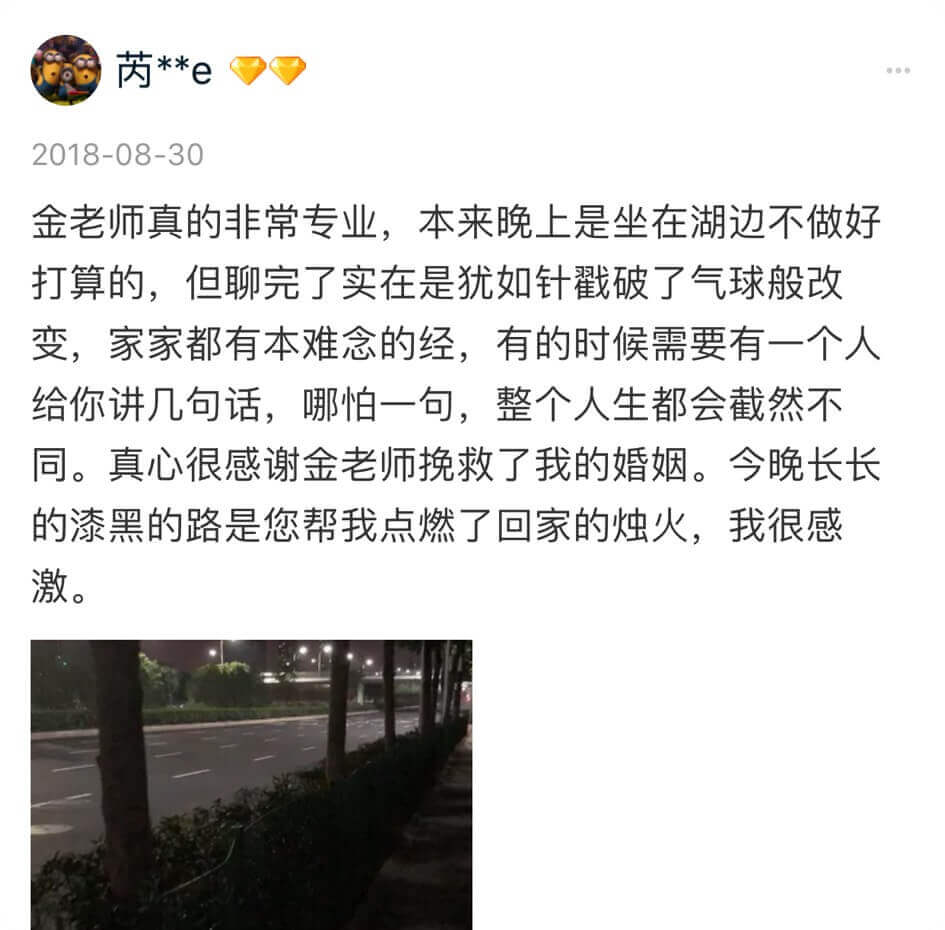 芮**e
2018-08-30
金老师真的非常专业，本来晚上是坐在湖边不做好
打算的，但聊完了实在是犹如针戳破了气球般改
变，家家都有本难念的经，有的时候需要有一个人
给你讲几句话，哪怕一句，整个人生都会截然不
同。真心很感谢金老师挽救了我的婚姻。今晚长长
的漆黑的路是您帮我点燃了回家的烛火，我很感
激。